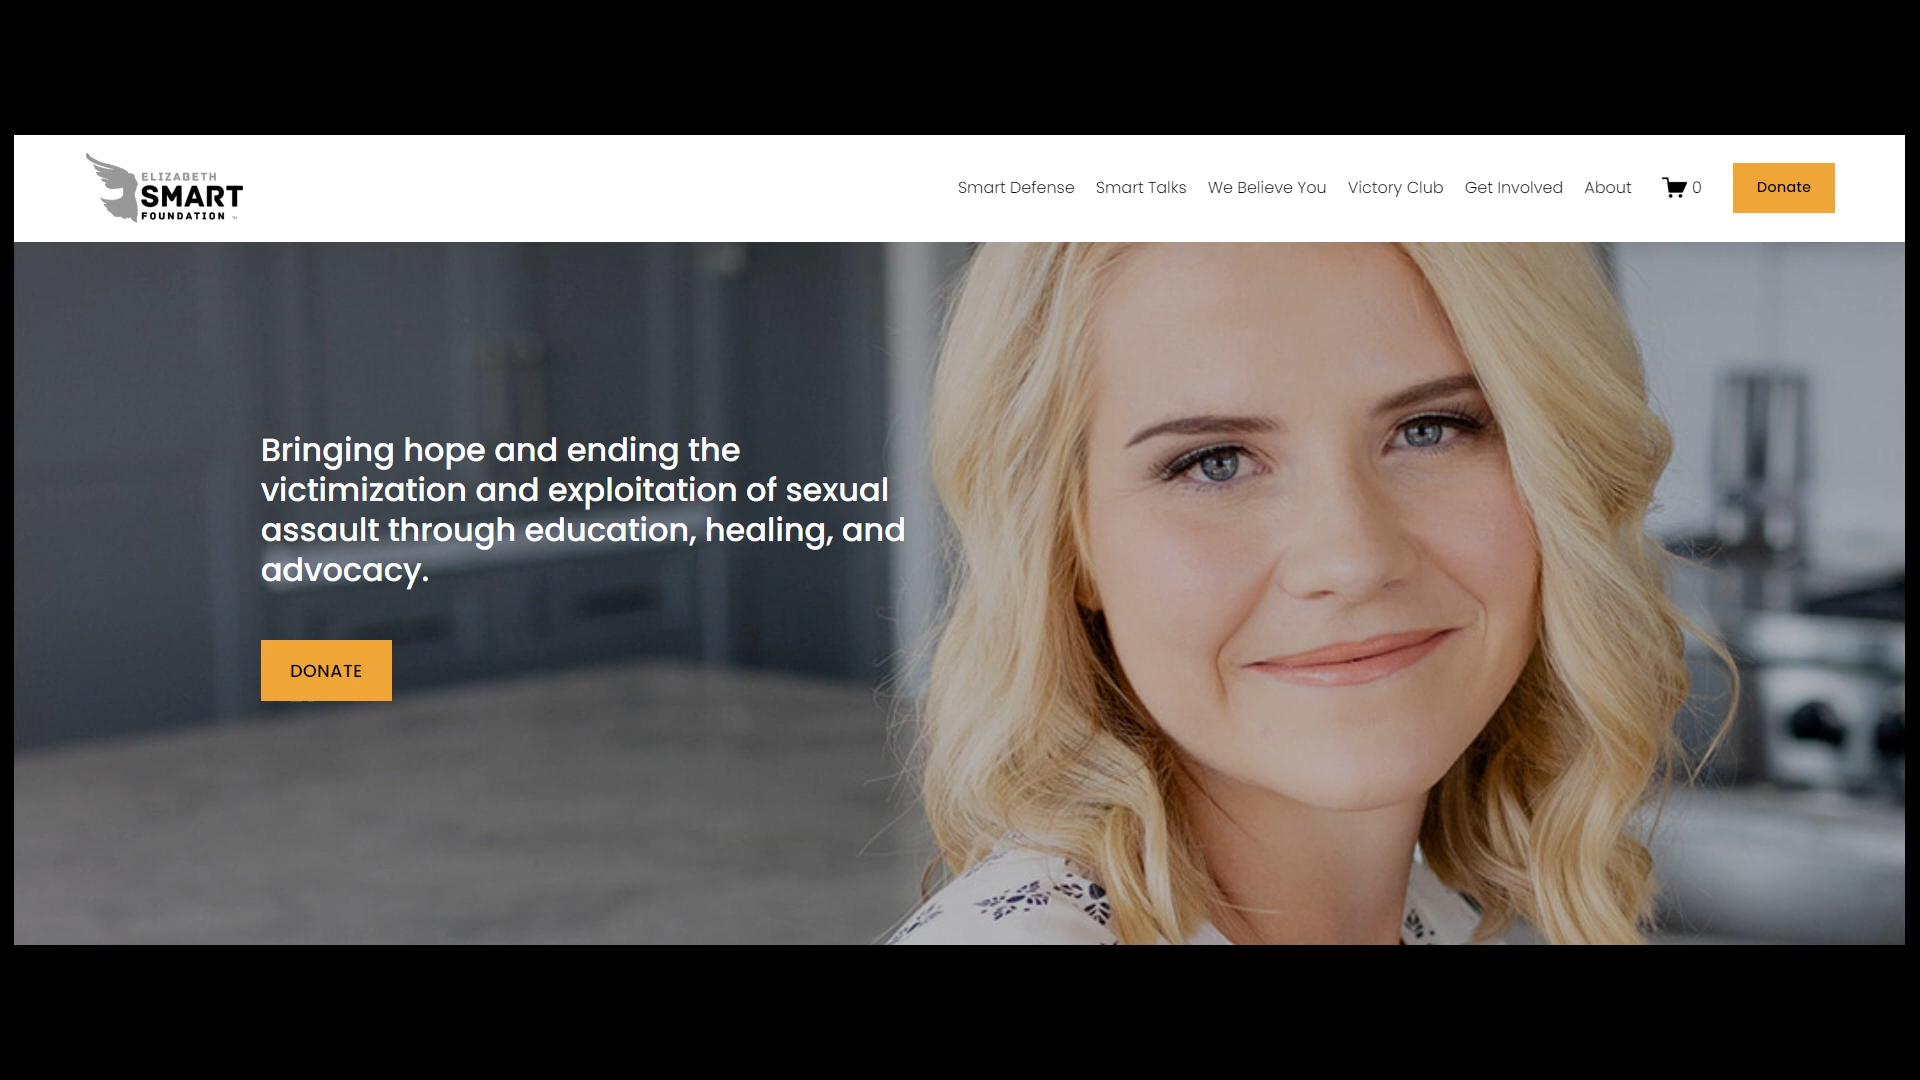 ELIZABETH
SMART
FOUNDATION ™
Smart Defense Smart Talks We Believe You Victory Club Get Involved About 0 Donate
Bringing hope and ending the
victimization and exploitation of sexual
assault through education, healing, and
advocacy.
DONATE